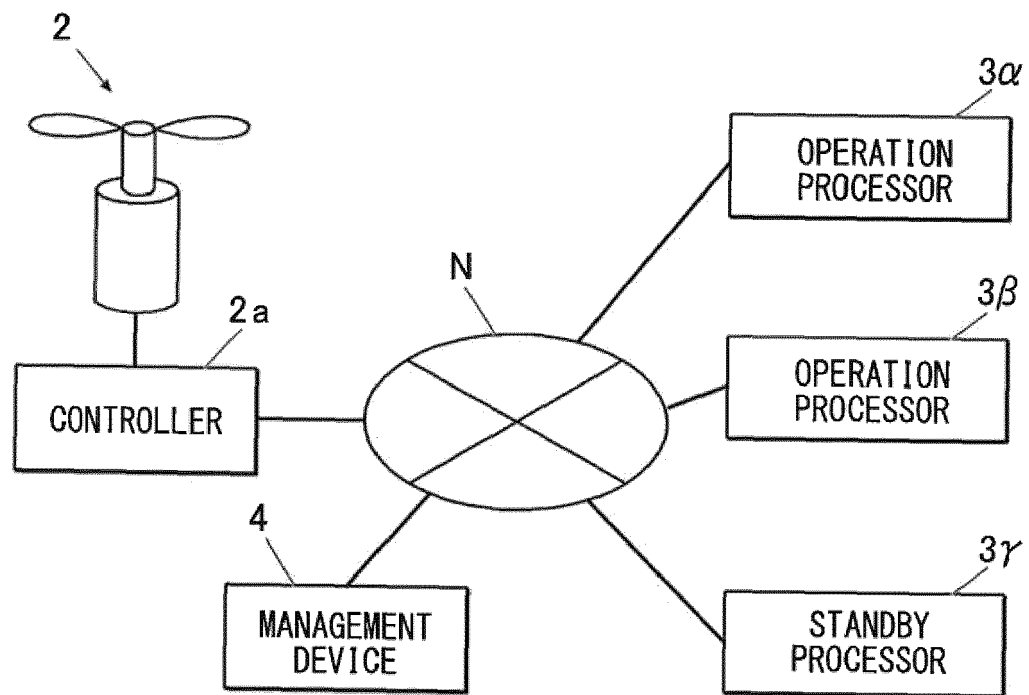 2
3α
OPERATION
PROCESSOR
N
3β
2a
OPERATION
PROCESSOR
CONTROLLER
4
3γ
MANAGEMENT
DEVICE
STANDBY
PROCESSOR